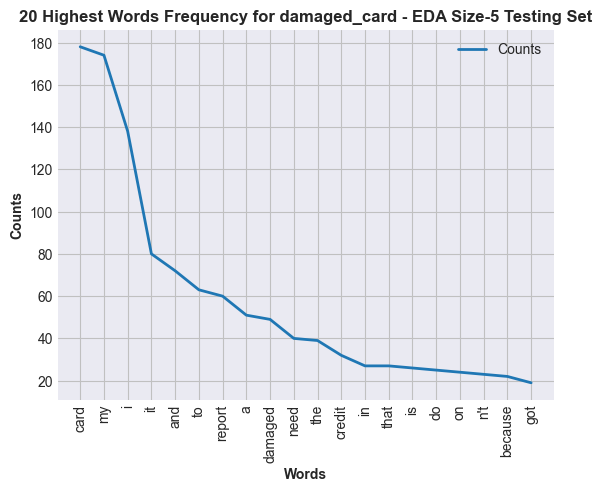 20 Highest Words Frequency for damaged_card - EDA Size-5 Testing Set
Counts
180
160
140
120
100
80
60
40
20
Counts
card
my
i
it
and
to
report
a
damaged
need
the
credit
in
that
is
do
on
n't
because
got
Words